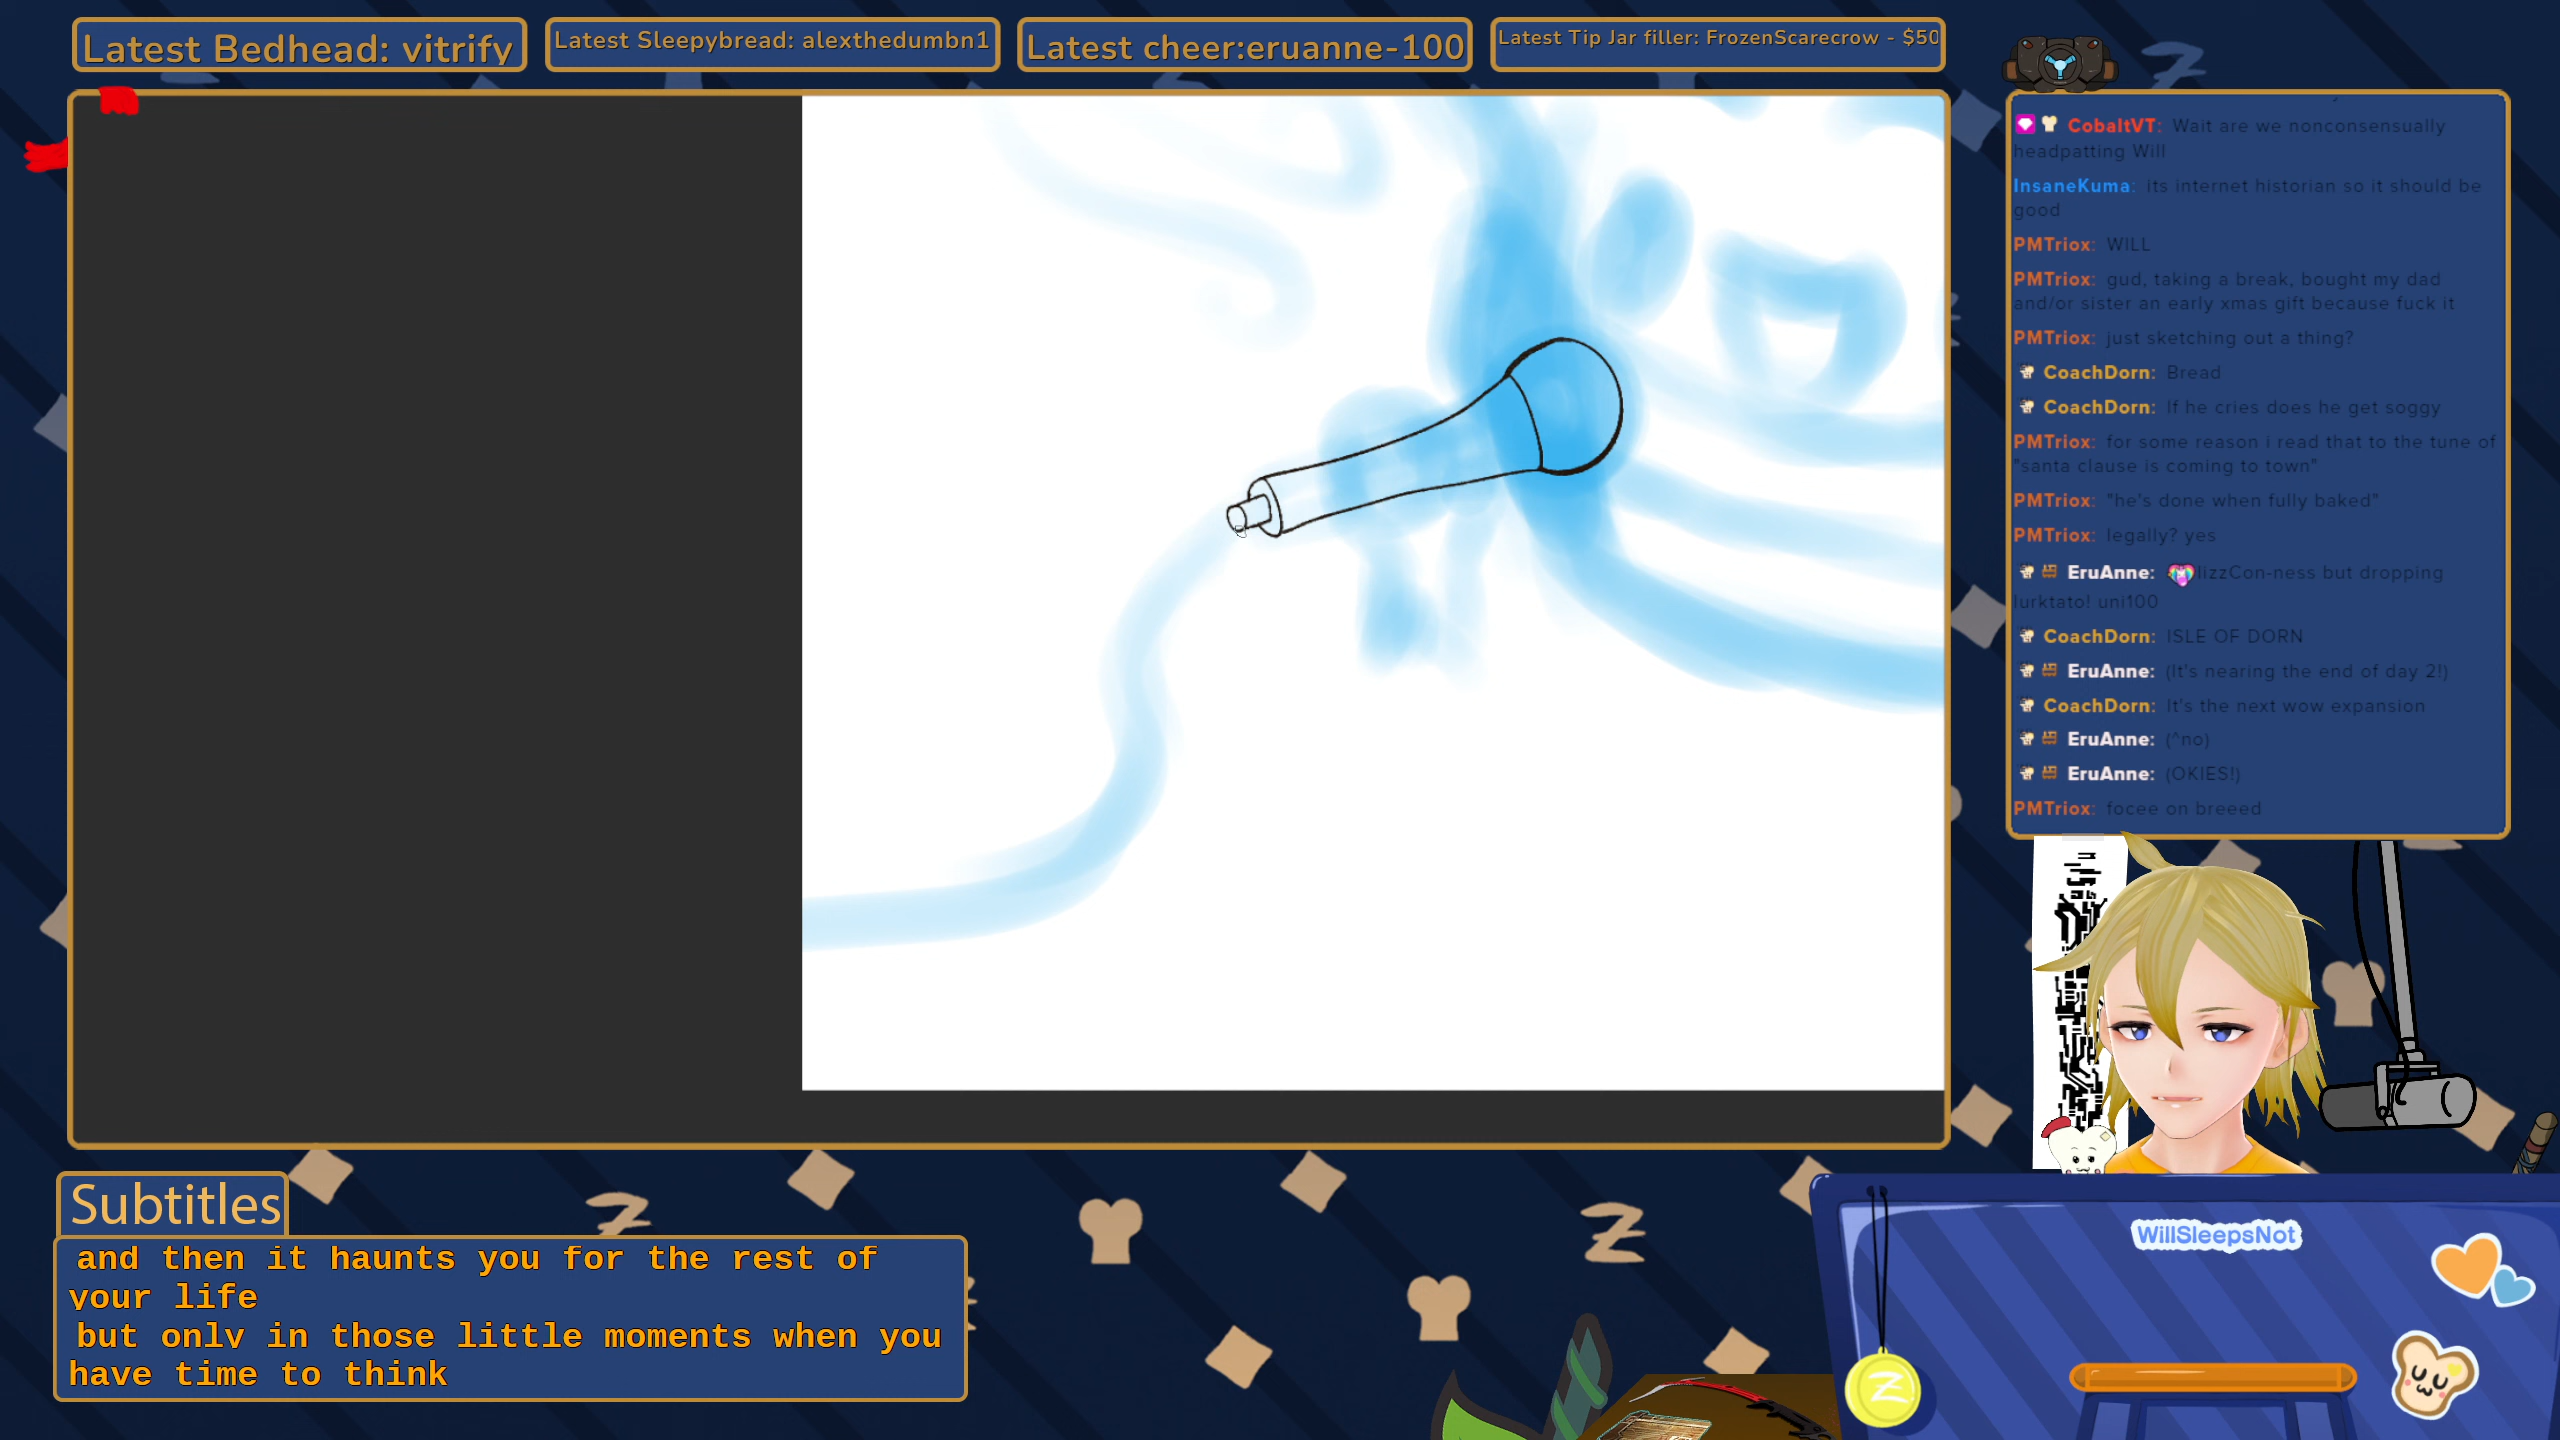 Latest Bedhead: vitrify
Latest Sleepybread: alexthedumbn1
Latest cheer:eruanne-100
Latest Tip Jar filler: FrozenScarecrow - $50
CobaltVT: Wait are we nonconsensually
headpatting Will
InsaneKuma: its internet historian so it should be
good
PMTriox: WILL
PMTriox: gud, taking a break, bought my dad
and/or sister an early xmas gift because fuck it
PMTriox: just sketching out a thing?
CoachDorn: Bread
CoachDorn: If he cries does he get soggy
PMTriox: for some reason i read that to the tune of
"santa clause is coming to town"
PMTriox: "he's done when fully baked"
PMTriox: legally? yes
EruAnne: lizzCon-ness but dropping
lurktato! uni100
CoachDorn: ISLE OF DORN
EruAnne: (It's nearing the end of day 2!)
CoachDorn: It's the next wow expansion
EruAnne: (^no)
EruAnne: (OKIES!)
PMTriox: focee on breeed
Subtitles
and then it haunts you for the rest of
your life
but only in those little moments when you
have time to think
WillSleepsNot
Z